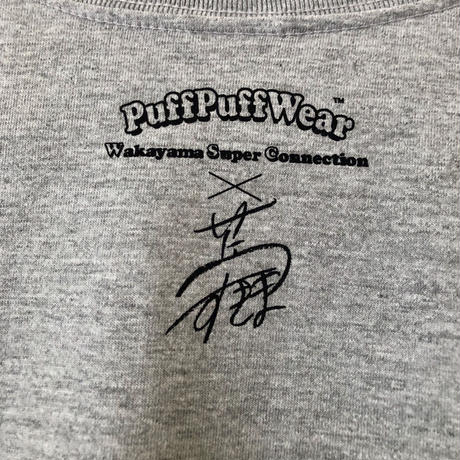 PuffPuffWear™
Wakayama Super Connection
×